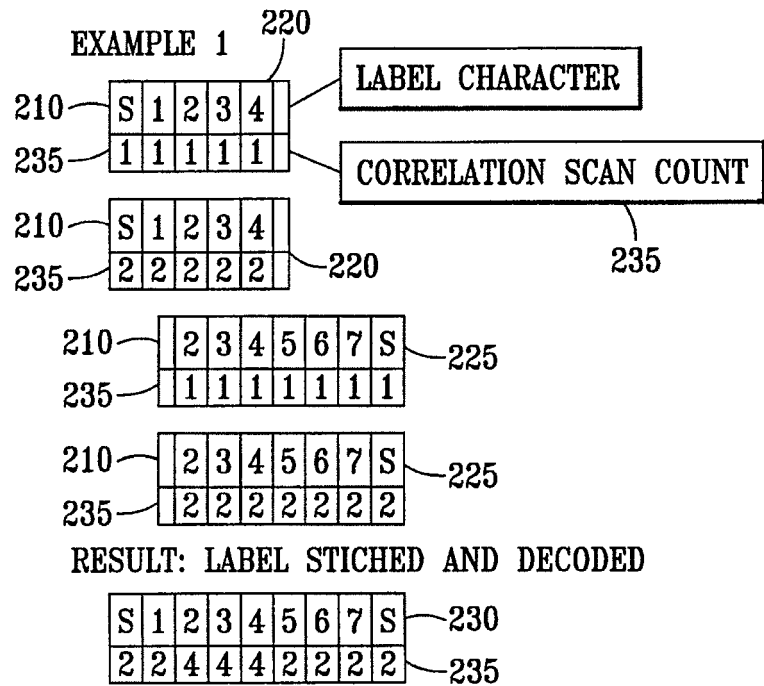 220
EXAMPLE 1
LABEL CHARACTER
210 S 1 2 3 4
235 1 1 1 1 1
CORRELATION SCAN COUNT
235
210 S 1 2 3 4
235 2 2 2 2 2 220
210 2 3 4 5 6 7 S 225
235 1 1 1 1 1 1 1
210 2 3 4 5 6 7 S 225
235 2 2 2 2 2 2 2
RESULT: LABEL STICHED AND DECODED
S 1 2 3 4 5 6 7 S 230
2 2 4 4 4 2 2 2 2 235